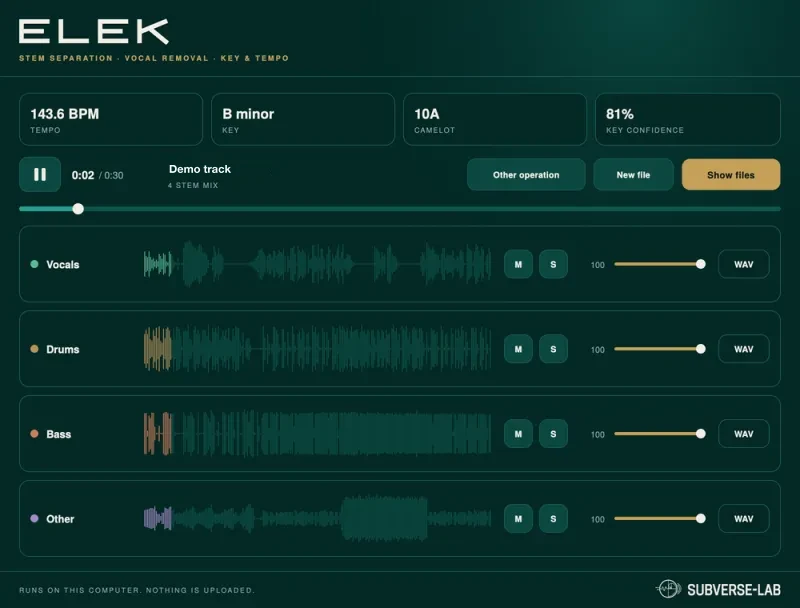 ELEK
STEM SEPARATION · VOCAL REMOVAL · KEY & TEMPO
143.6 BPM
TEMPO
B minor
KEY
10A
CAMELOT
81%
KEY CONFIDENCE
0:02 / 0:30
Demo track
4 STEM MIX
Other operation
New file
Show files
Vocals
M
S
100
WAV
Drums
M
S
100
WAV
Bass
M
S
100
WAV
Other
M
S
100
WAV
RUNS ON THIS COMPUTER. NOTHING IS UPLOADED.
SUBVERSE-LAB